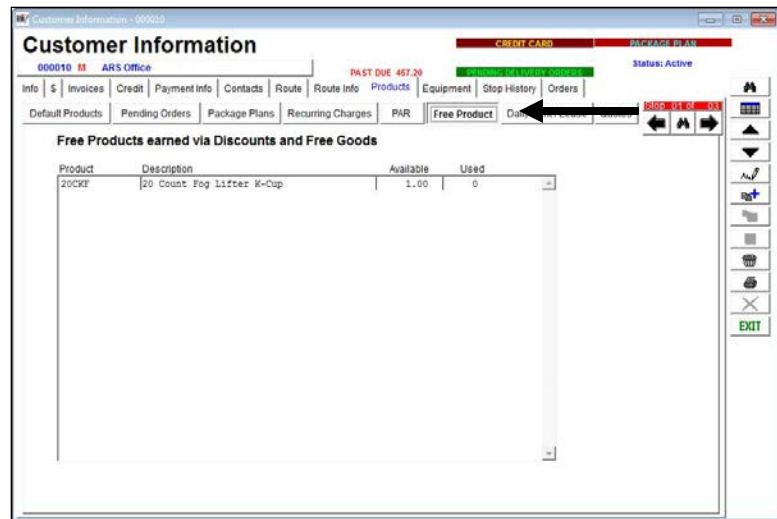 Customer Information - 000010
Customer Information
CREDIT CARD
PACKAGE PLAN
000010 M ARS Office
PAST DUE 467.20
PENDING DELIVERY ORDERS
Status: Active
Info $ Invoices Credit Payment Info Contacts Route Route Info Products Equipment Stop History Orders
Default Products Pending Orders Package Plans Recurring Charges PAR Free Product
Stop 01 of 03
Free Products earned via Discounts and Free Goods
Product Description Available Used
20CKF 20 Count Fog Lifter K-Cup 1.00 0
EXIT